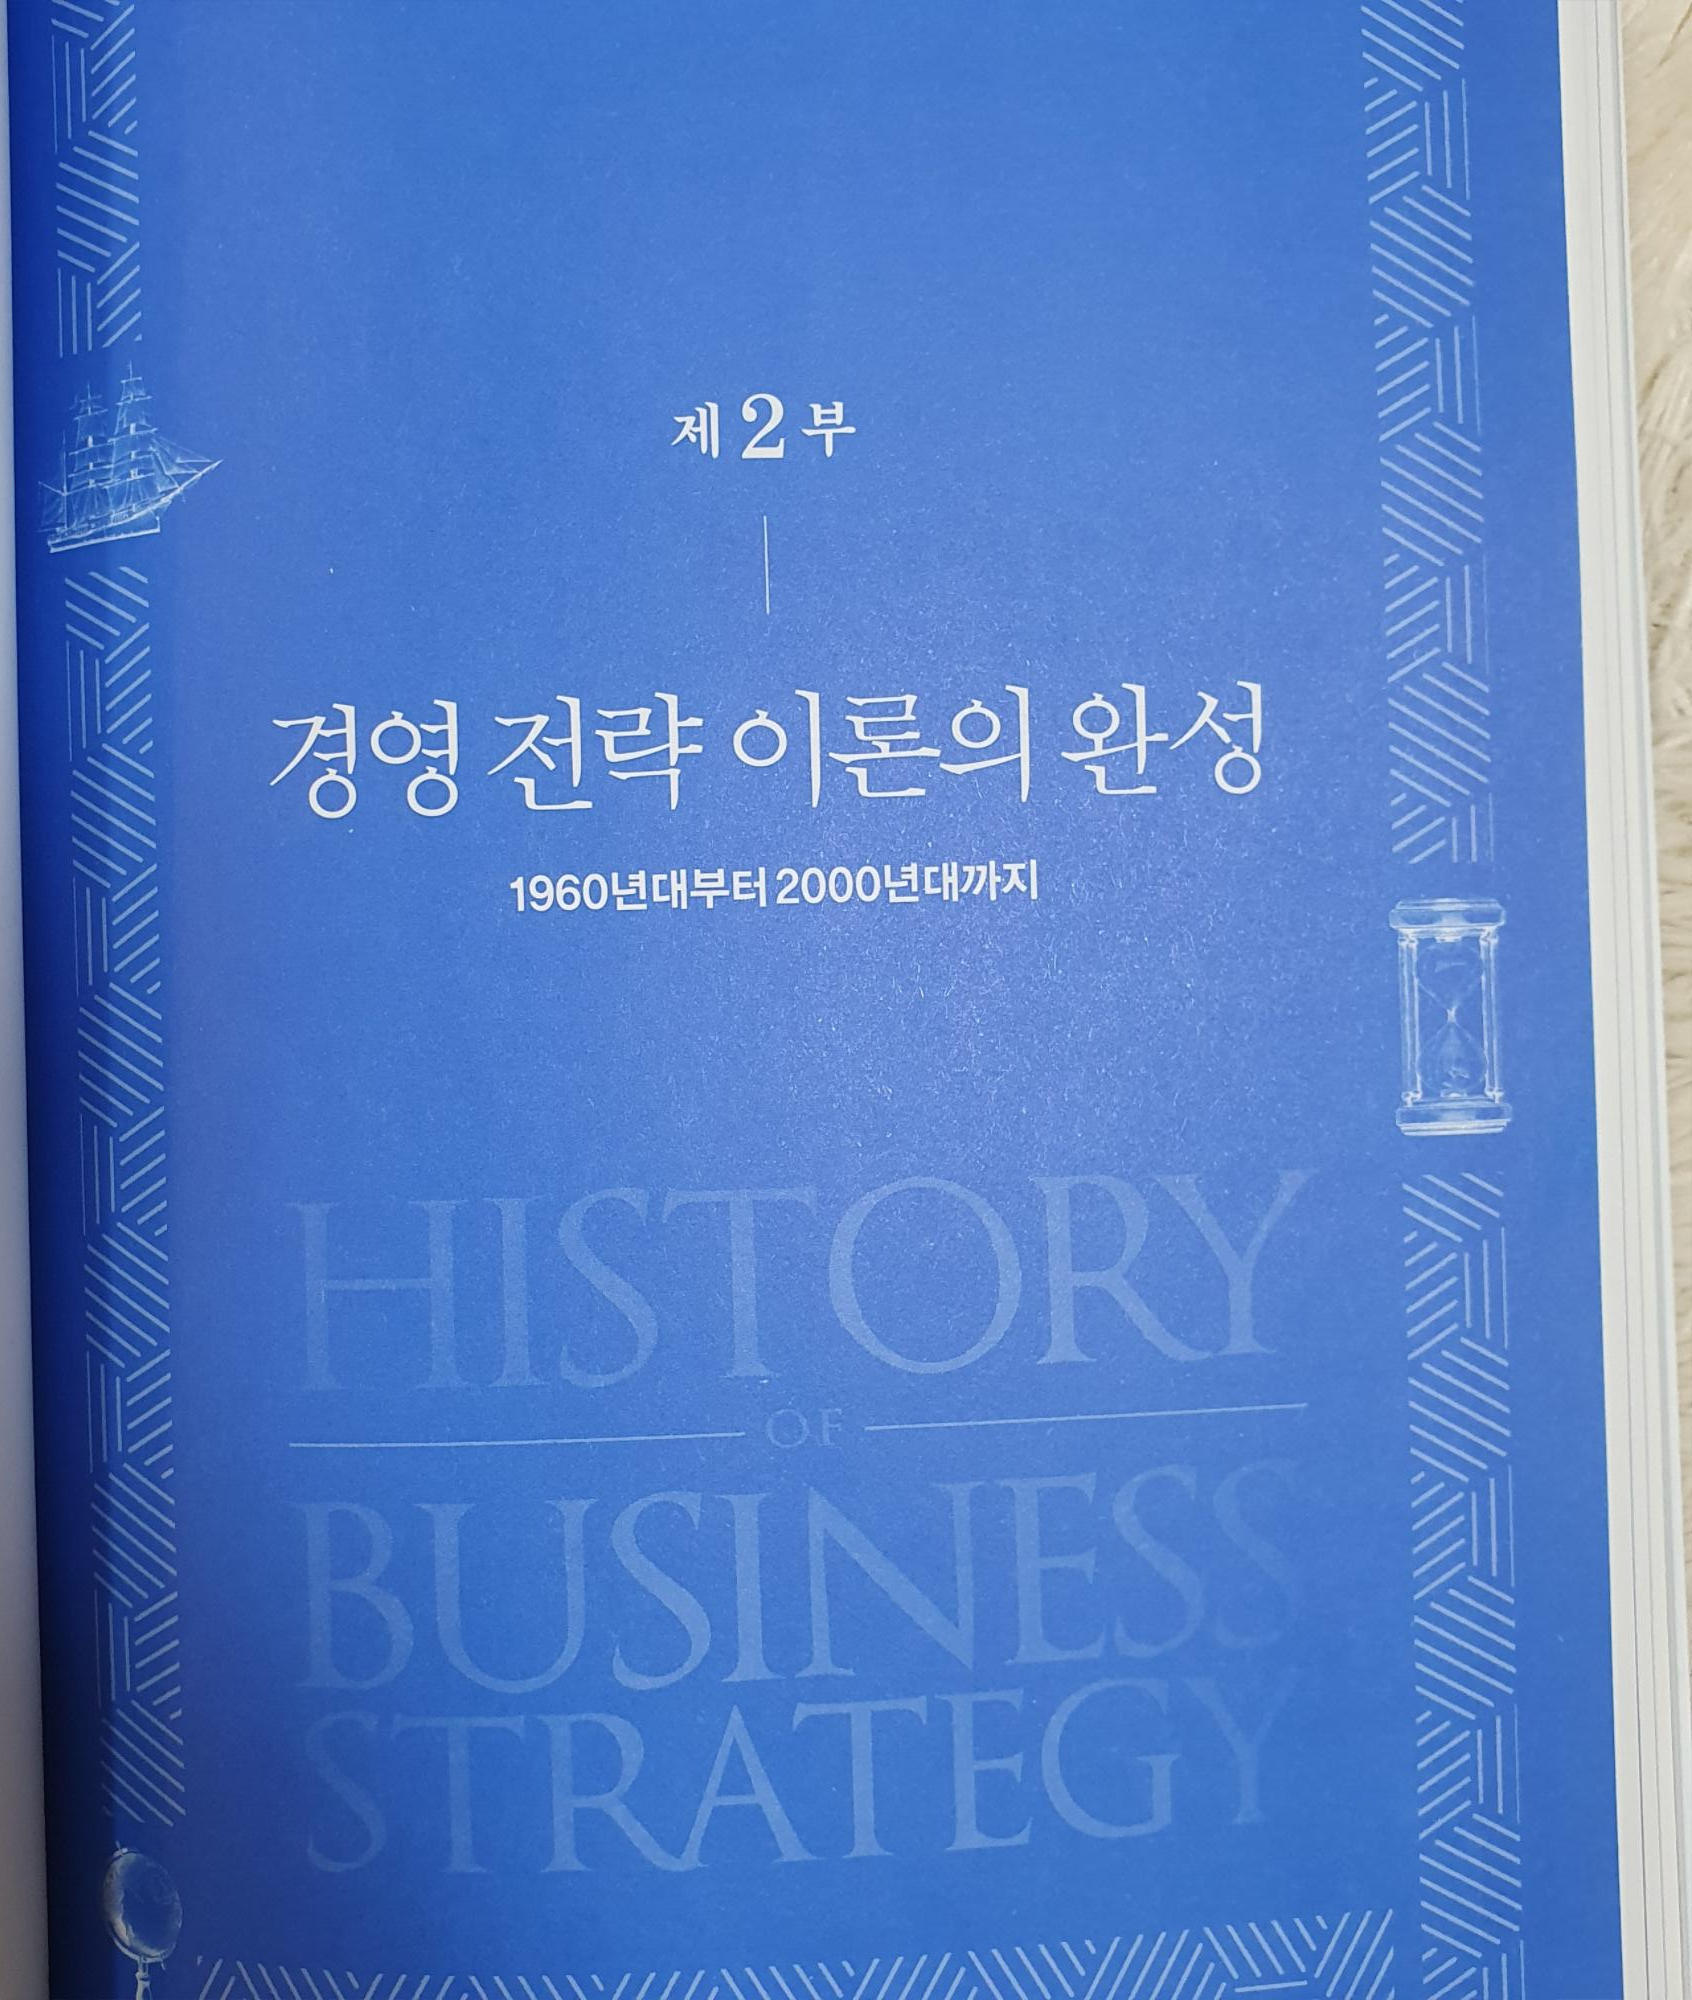 제2부
경영 전략 이론의 완성
1960년대부터 2000년대까지
HISTORY
OF
BUSINESS
STRATEGY